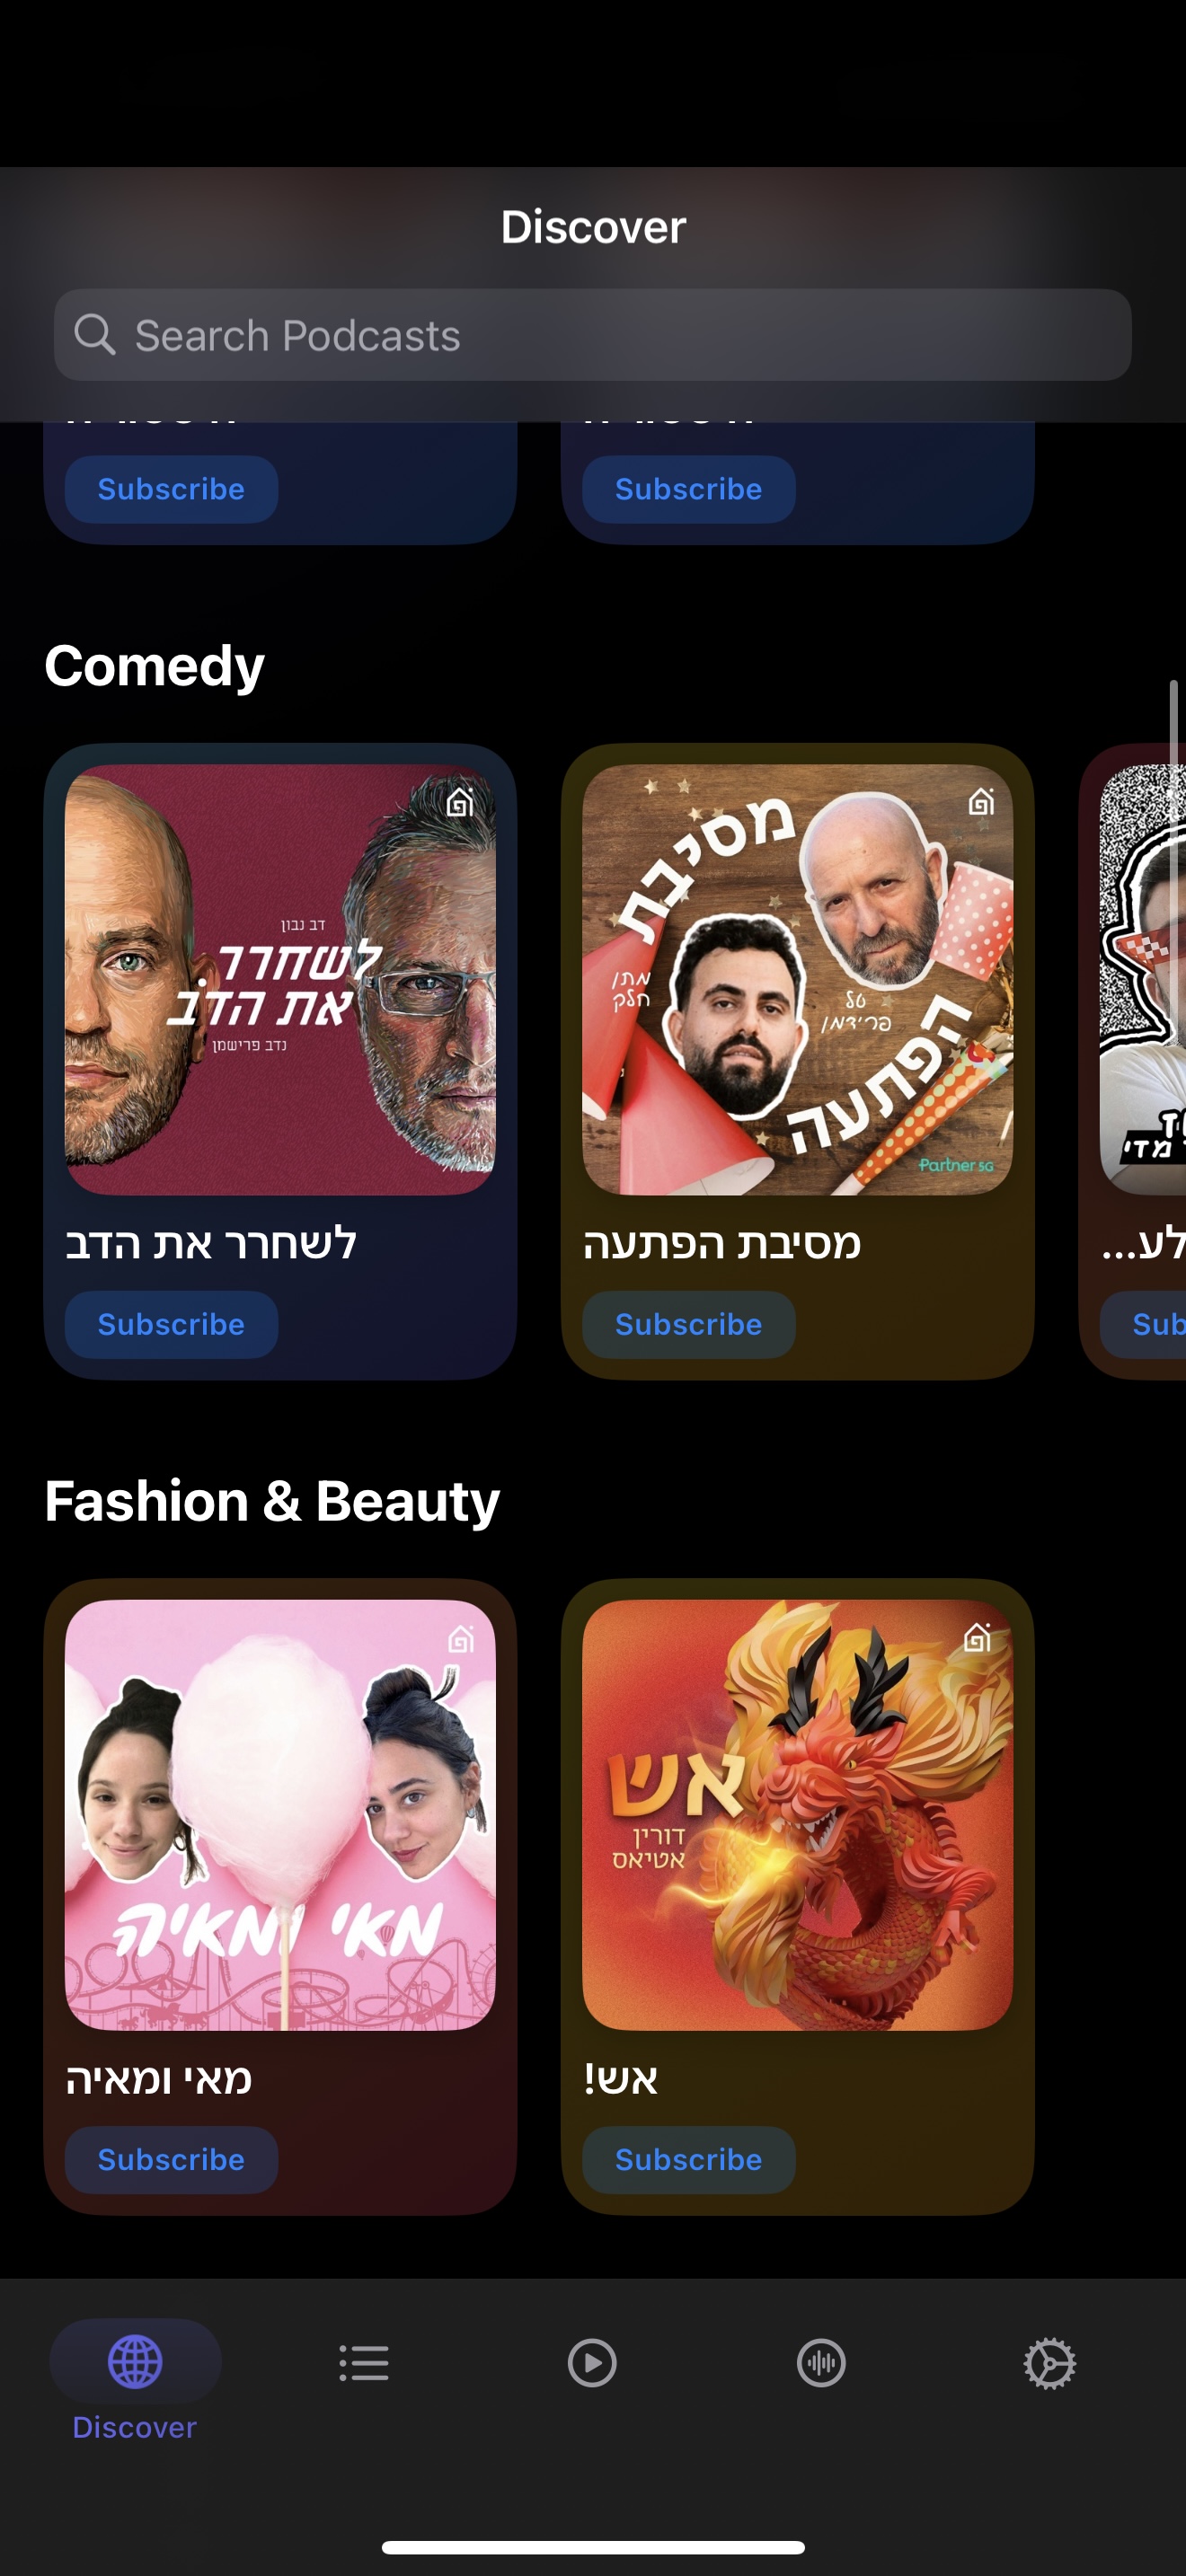 Discover
Search Podcasts
Subscribe
Subscribe
Comedy
דב נבון
לשחרר
את הדב
נדב פרישמן
מסיבת
מתן
חלק
טל
פרידמן
הפתעה
Partner 5G
מדי
לשחרר את הדב
מסיבת הפתעה
לע...
Subscribe
Subscribe
Sub
Fashion & Beauty
מאי ומאיה
אש
דורין
אטיאס
מאי ומאיה
אש!
Subscribe
Subscribe
Discover